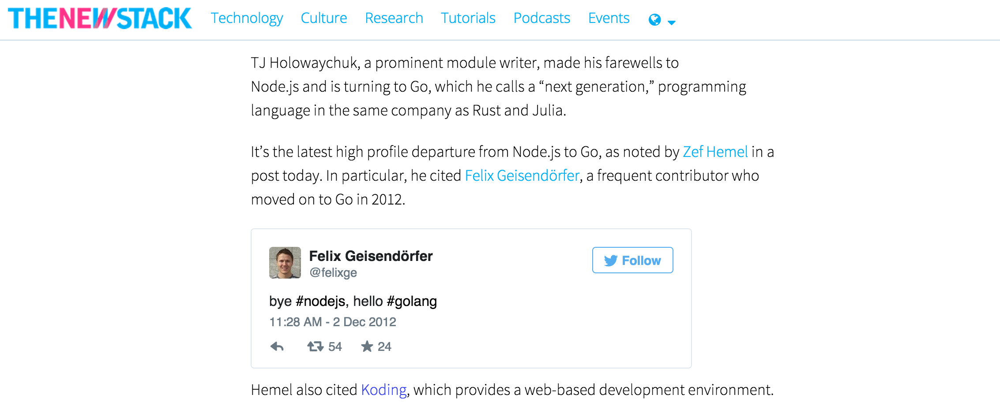 THENEWSTACK Technology Culture Research Tutorials Podcasts Events
TJ Holowaychuk, a prominent module writer, made his farewells to
Node.js and is turning to Go, which he calls a “next generation,” programming
language in the same company as Rust and Julia.
It’s the latest high profile departure from Node.js to Go, as noted by Zef Hemel in a
post today. In particular, he cited Felix Geisendörfer, a frequent contributor who
moved on to Go in 2012.
Felix Geisendörfer
@felixge
Follow
bye #nodejs, hello #golang
11:28 AM - 2 Dec 2012
54 24
Hemel also cited Koding, which provides a web-based development environment.